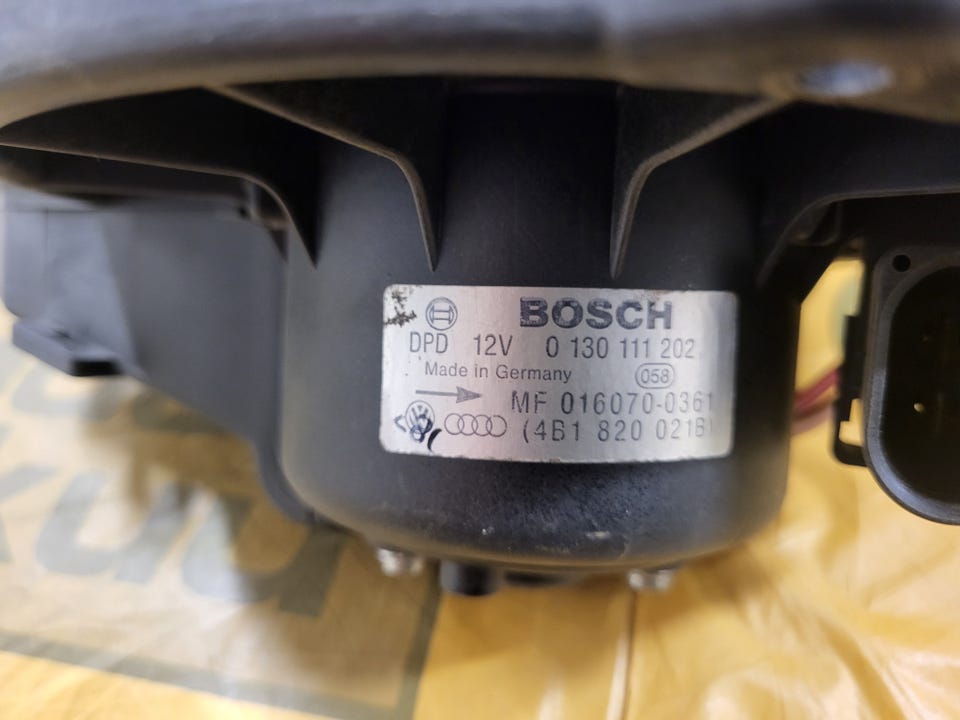 BOSCH
DPD 12V 0 130 111 202
Made in Germany 058
MF 016070-0361
(4B1 820 021B)